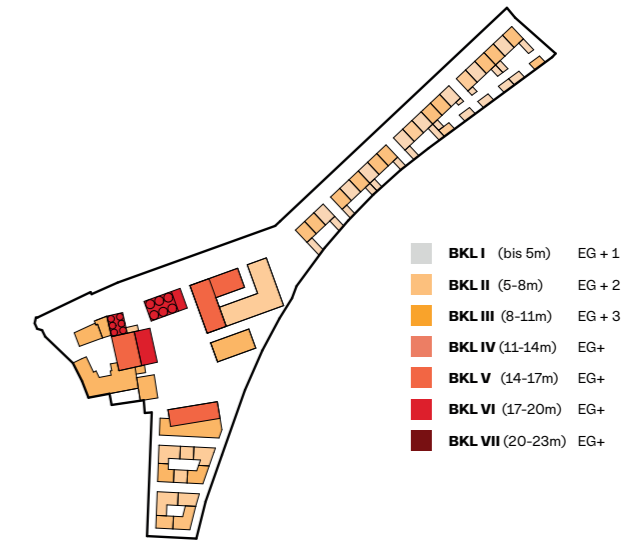 BKL I (bis 5m) EG + 1
BKL II (5-8m) EG + 2
BKL III (8-11m) EG + 3
BKL IV (11-14m) EG+
BKL V (14-17m) EG+
BKL VI (17-20m) EG+
BKL VII (20-23m) EG+